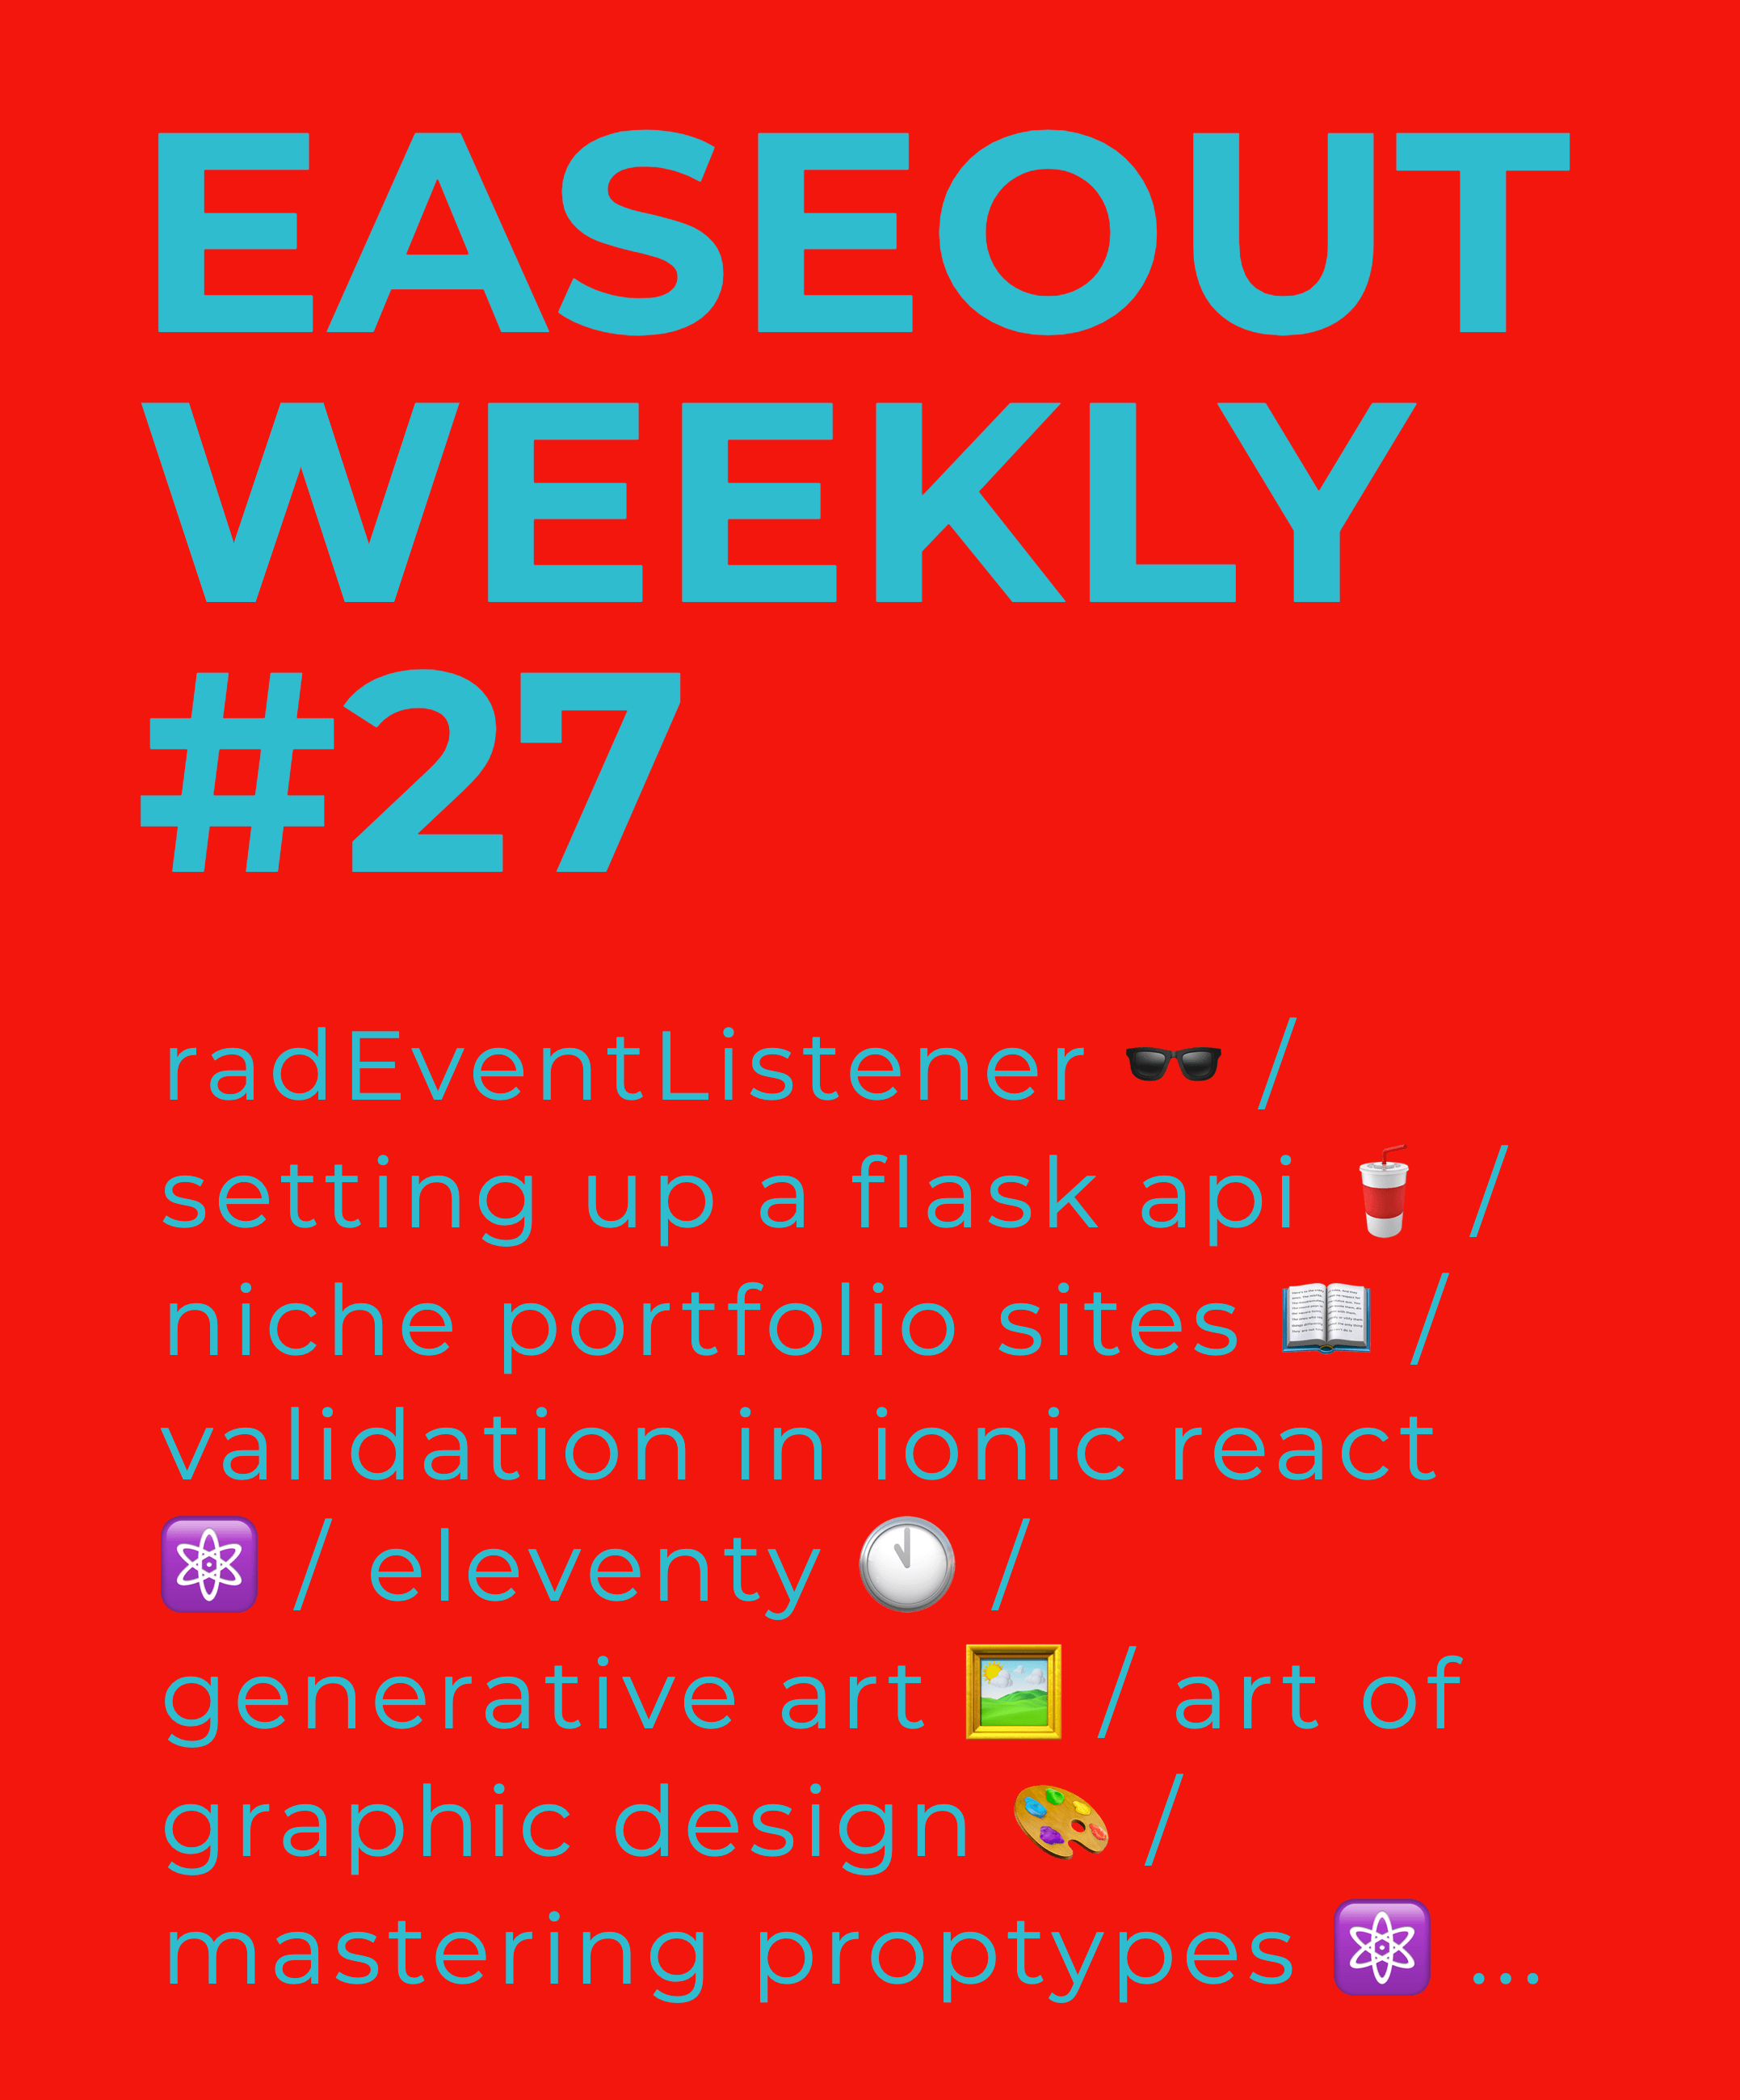 EASEOUT
WEEKLY
#27
radEventListener 🕶️ /
setting up a flask api 🥤 /
niche portfolio sites 📖 /
validation in ionic react
⚛️ / eleventy 🕚 /
generative art 🖼️ / art of
graphic design 🎨 /
mastering proptypes ⚛️ ...